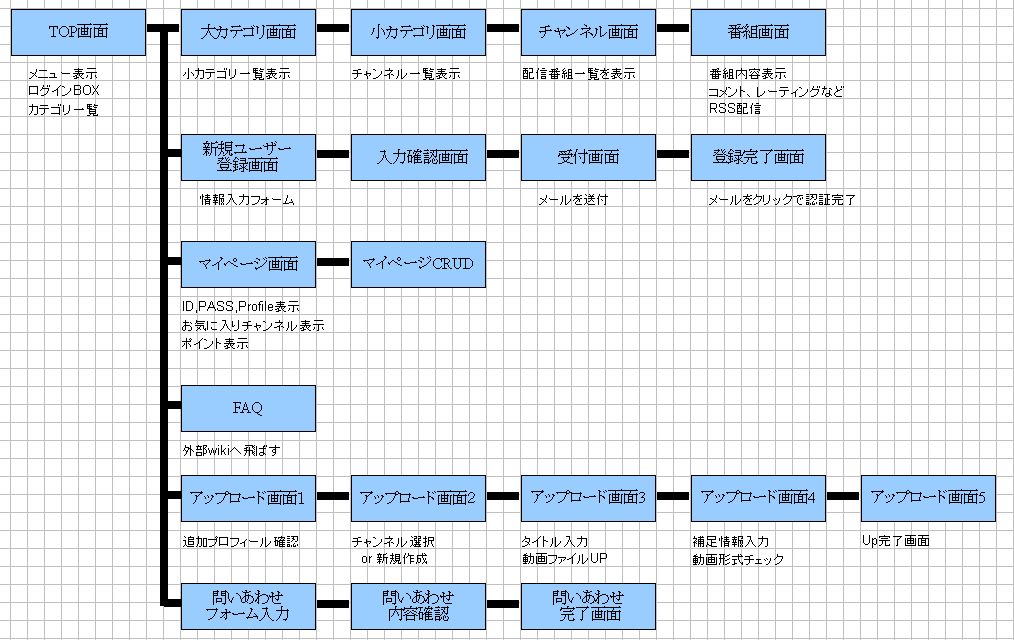 TOP画面
メニュー表示
ログインBOX
カテゴリ一覧
大カテゴリ画面
小カテゴリ一覧表示
小カテゴリ画面
チャンネル一覧表示
チャンネル画面
配信番組一覧を表示
番組画面
番組内容表示
コメント、レーティングなど
RSS配信
新規ユーザー
登録画面
情報入力フォーム
入力確認画面
受付画面
メールを送付
登録完了画面
メールをクリックで認証完了
マイページ画面
ID,PASS,Profile表示
お気に入りチャンネル表示
ポイント表示
マイページCRUD
FAQ
外部wikiへ飛ばす
アップロード画面1
追加プロフィール確認
アップロード画面2
チャンネル選択
or 新規作成
アップロード画面3
タイトル入力
動画ファイルUP
アップロード画面4
補足情報入力
動画形式チェック
アップロード画面5
Up完了画面
問いあわせ
フォーム入力
問いあわせ
内容確認
問いあわせ
完了画面